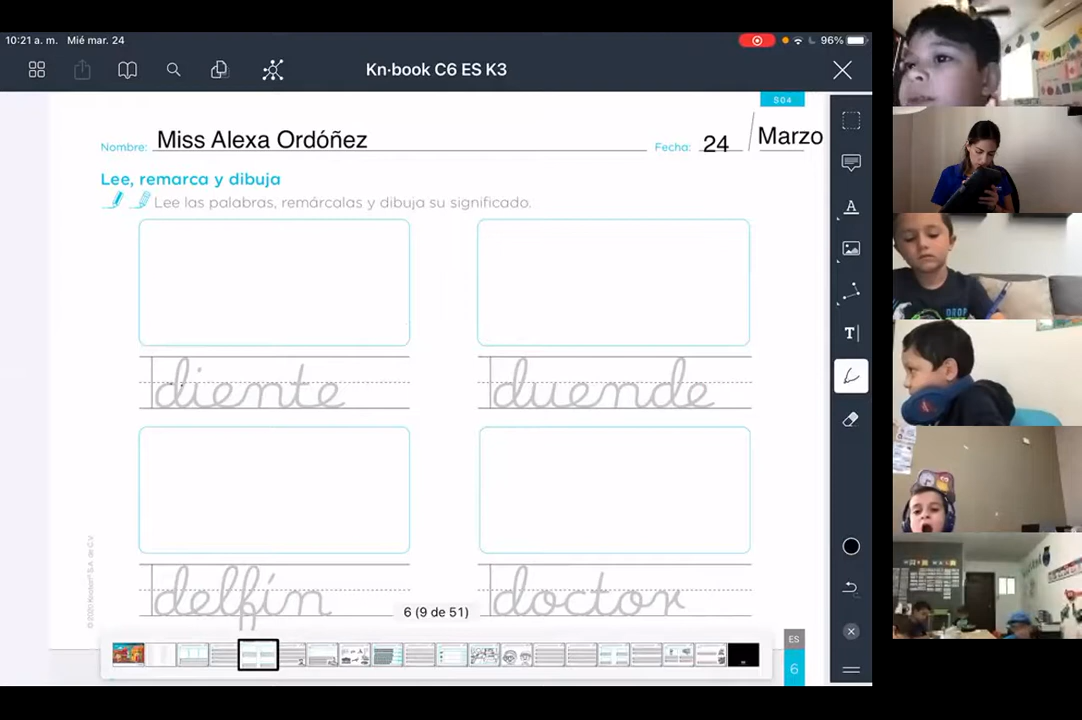 10:21 a. m. Mié mar. 24 96%
Kn·book C6 ES K3
S04
Nombre: Miss Alexa Ordóñez Fecha: 24 / Marzo
Lee, remarca y dibuja
Lee las palabras, remárcalas y dibuja su significado.
diente duende
delfín doctor
6 (9 de 51)
ES
6